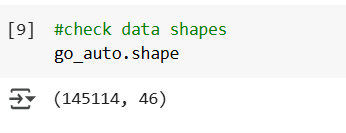 [9] #check data shapes
go_auto.shape
(145114, 46)